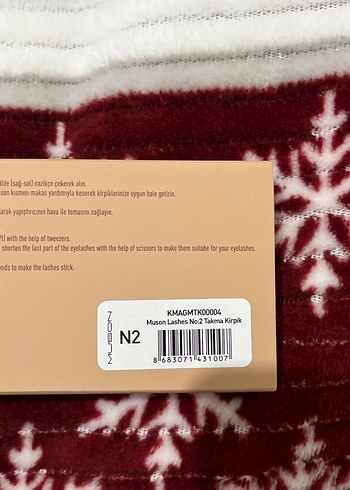 ilde (sağ-sol) nazikçe çekerek alın.
son kısmını makas yardımıyla keserek kirpiklerinize uygun hale getirin.
arak yapıştırıcının hava ile temasını sağlayın.
ft) with the help of tweezers.
shorten the last part of the eyelashes with the help of scissors to make them suitabe for your eyelashes.
onds to make the lashes stick.
KMAGMTK00004
Muson Lashes No:2 Takma Kirpik
MUSON
N2
8 683071 431007